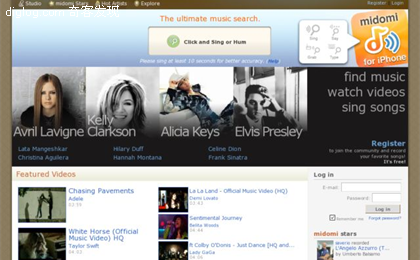 Studio midomi Stars Hot Artists Explore
The ultimate music search.
Click and Sing or Hum
Please sing at least 10 seconds for better accuracy. Help
midomi
for iPhone
find music
watch videos
sing songs
Avril Lavigne
Kelly Clarkson
Alicia Keys
Elvis Presley
Register
to join the community and record your favorite songs!
It's free!
Lata Mangeshkar Hilary Duff Celine Dion
Christina Aguilera Hannah Montana Frank Sinatra
Featured Videos
Chasing Pavements
Adele
White Horse (Official Music Video) HQ
Taylor Swift
La La Land - Official Music Video (HQ)
Demi Lovato
Sentimental Journey
ft Colby O'Donis - Just Dance [HQ and...
Lady GaGa
Log in
E-mail:
Password:
Log in
Remember me Forgot password?
midomi stars
recorded
L'Angelo Azzurro (T...
by Umberto Balsamo